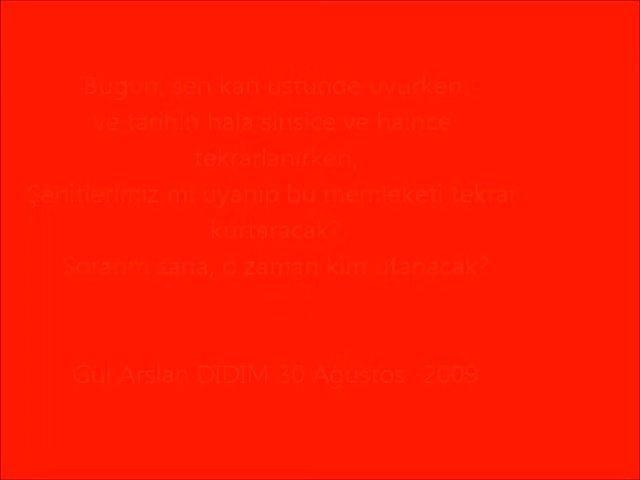 Bugün, sen kan üstünde uyurken,
ve tarihin hala sinsice ve haince
tekrarlanırken,
Şehitlerimiz mi uyanıp bu memleketi tekrar
kurtaracak?
Sorarım sana, o zaman kim utanacak?
Gül Arslan DİDİM 30 Ağustos -2009